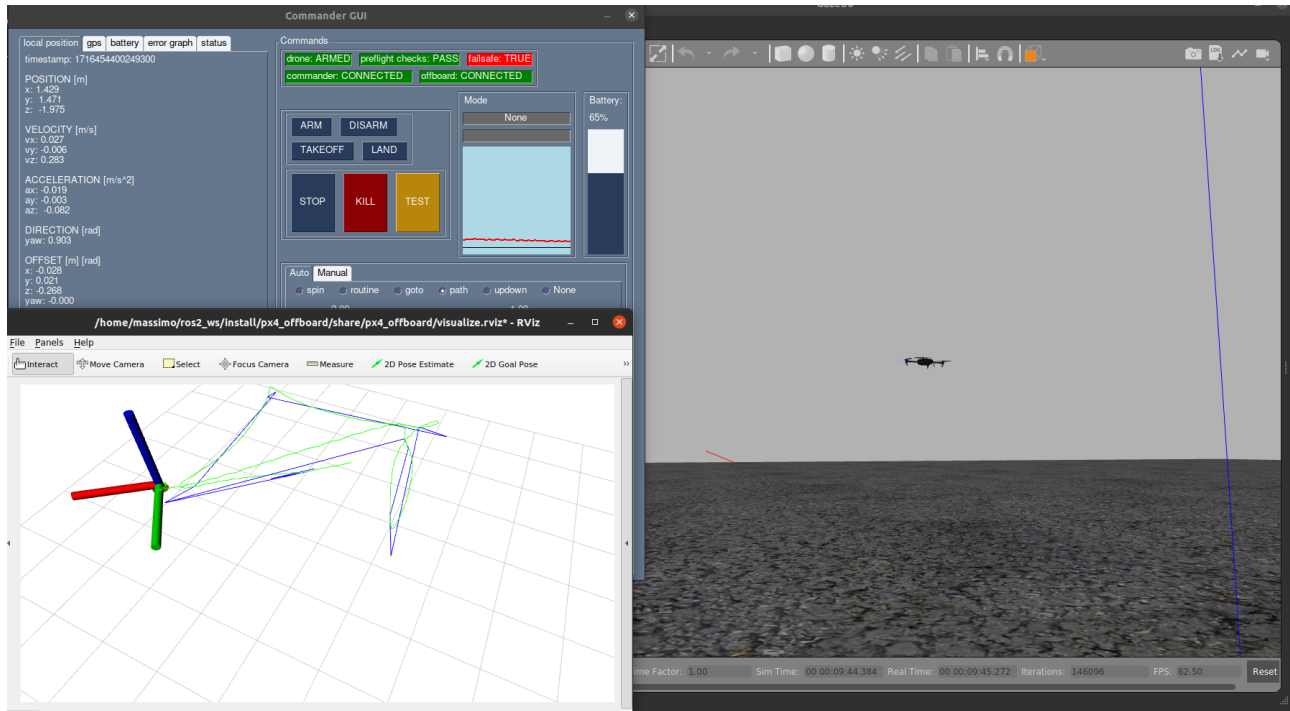 Commander GUI
local position gps battery error graph status
timestamp: 1716454400249300
POSITION [m]
x: 1.429
y: 1.471
z: -1.975
VELOCITY [m/s]
vx: 0.027
vy: -0.006
vz: 0.283
ACCELERATION [m/s^2]
ax: -0.019
ay: -0.003
az: -0.082
DIRECTION [rad]
yaw: 0.903
OFFSET [m] [rad]
x: -0.028
y: 0.021
z: -0.268
yaw: -0.000
Commands
drone: ARMED preflight checks: PASS failsafe: TRUE
commander: CONNECTED offboard: CONNECTED
ARM DISARM
TAKEOFF LAND
STOP KILL TEST
Mode
None
Battery:
65%
Auto Manual
spin routine goto path updown None
/home/massimo/ros2_ws/install/px4_offboard/share/px4_offboard/visualize.rviz* - RViz
File Panels Help
Interact Move Camera Select Focus Camera Measure 2D Pose Estimate 2D Goal Pose »
LOG
Time Factor: 1.00 Sim Time: 00 00:09:44.384 Real Time: 00 00:09:45.272 Iterations: 146096 FPS: 62.50 Reset